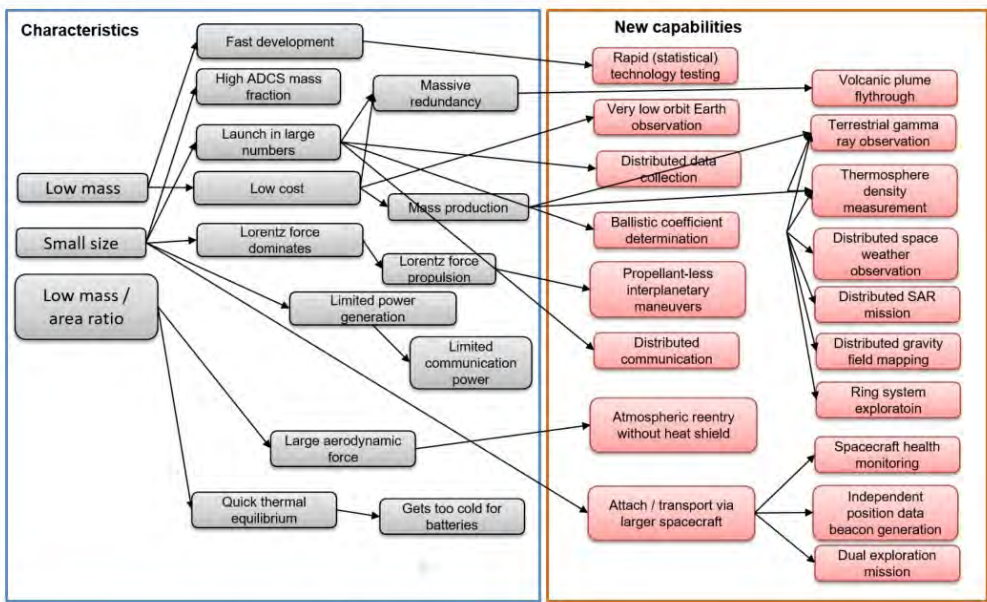 Characteristics
Fast development
High ADCS mass
fraction
Launch in large
numbers
Low mass
Low cost
Small size
Lorentz force
dominates
Low mass /
area ratio
Massive
redundancy
Mass production
Lorentz force
propulsion
Limited power
generation
Limited
communication
power
Large aerodynamic
force
Quick thermal
equilibrium
Gets too cold for
batteries
New capabilities
Rapid (statistical)
technology testing
Very low orbit Earth
observation
Distributed data
collection
Ballistic coefficient
determination
Propellant-less
interplanetary
maneuvers
Distributed
communication
Atmospheric reentry
without heat shield
Attach / transport via
larger spacecraft
Volcanic plume
flythrough
Terrestrial gamma
ray observation
Thermosphere
density
measurement
Distributed space
weather
observation
Distributed SAR
mission
Distributed gravity
field mapping
Ring system
exploratoin
Spacecraft health
monitoring
Independent
position data
beacon generation
Dual exploration
mission